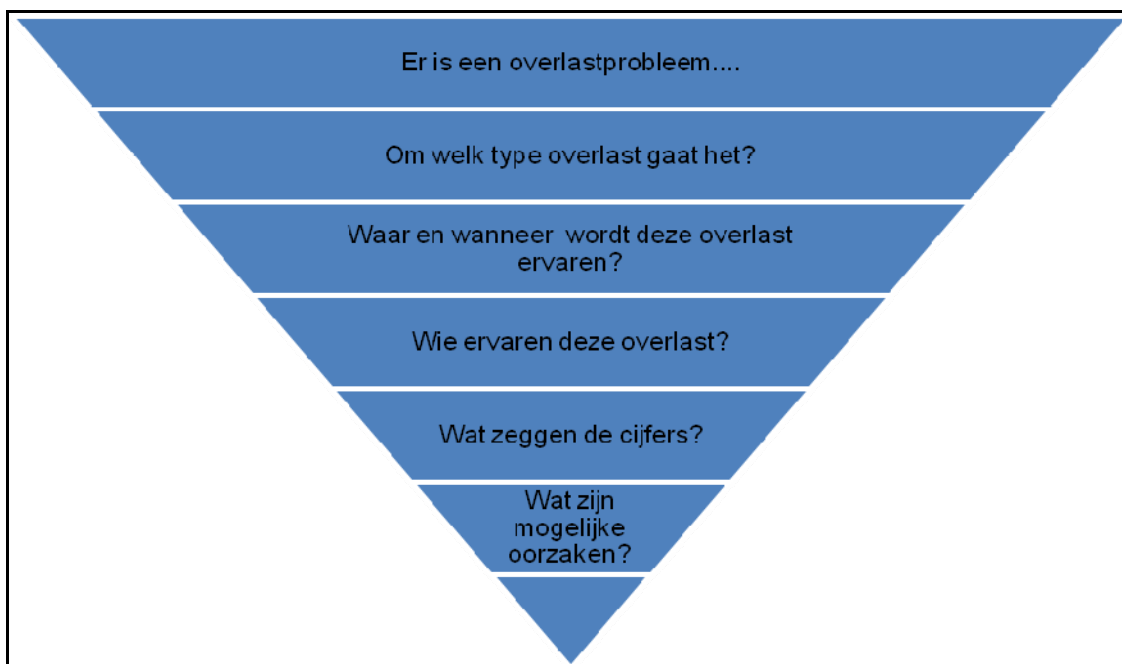 Er is een overlastprobleem....
Om welk type overlast gaat het?
Waar en wanneer wordt deze overlast
ervaren?
Wie ervaren deze overlast?
Wat zeggen de cijfers?
Wat zijn
mogelijke
oorzaken?